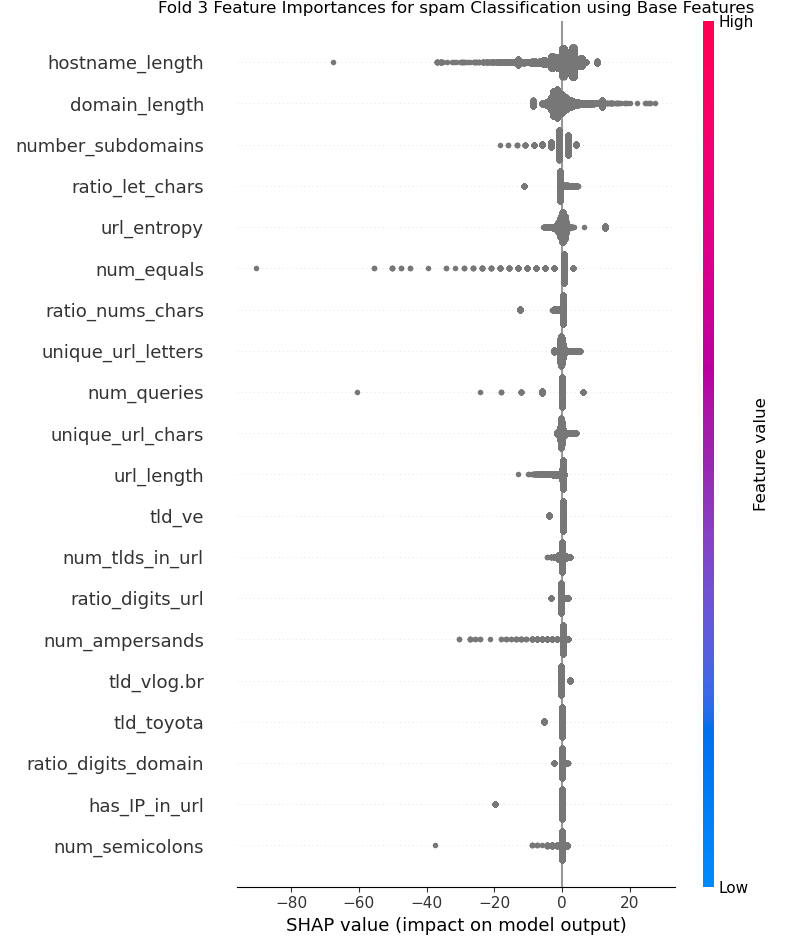 Fold 3 Feature Importances for spam Classification using Base Features
High
hostname_length
domain_length
number_subdomains
ratio_let_chars
url_entropy
num_equals
ratio_nums_chars
unique_url_letters
num_queries
unique_url_chars
url_length
tld_ve
num_tlds_in_url
ratio_digits_url
num_ampersands
tld_vlog.br
tld_toyota
ratio_digits_domain
has_IP_in_url
num_semicolons
Feature value
Low
−80 −60 −40 −20 0 20
SHAP value (impact on model output)